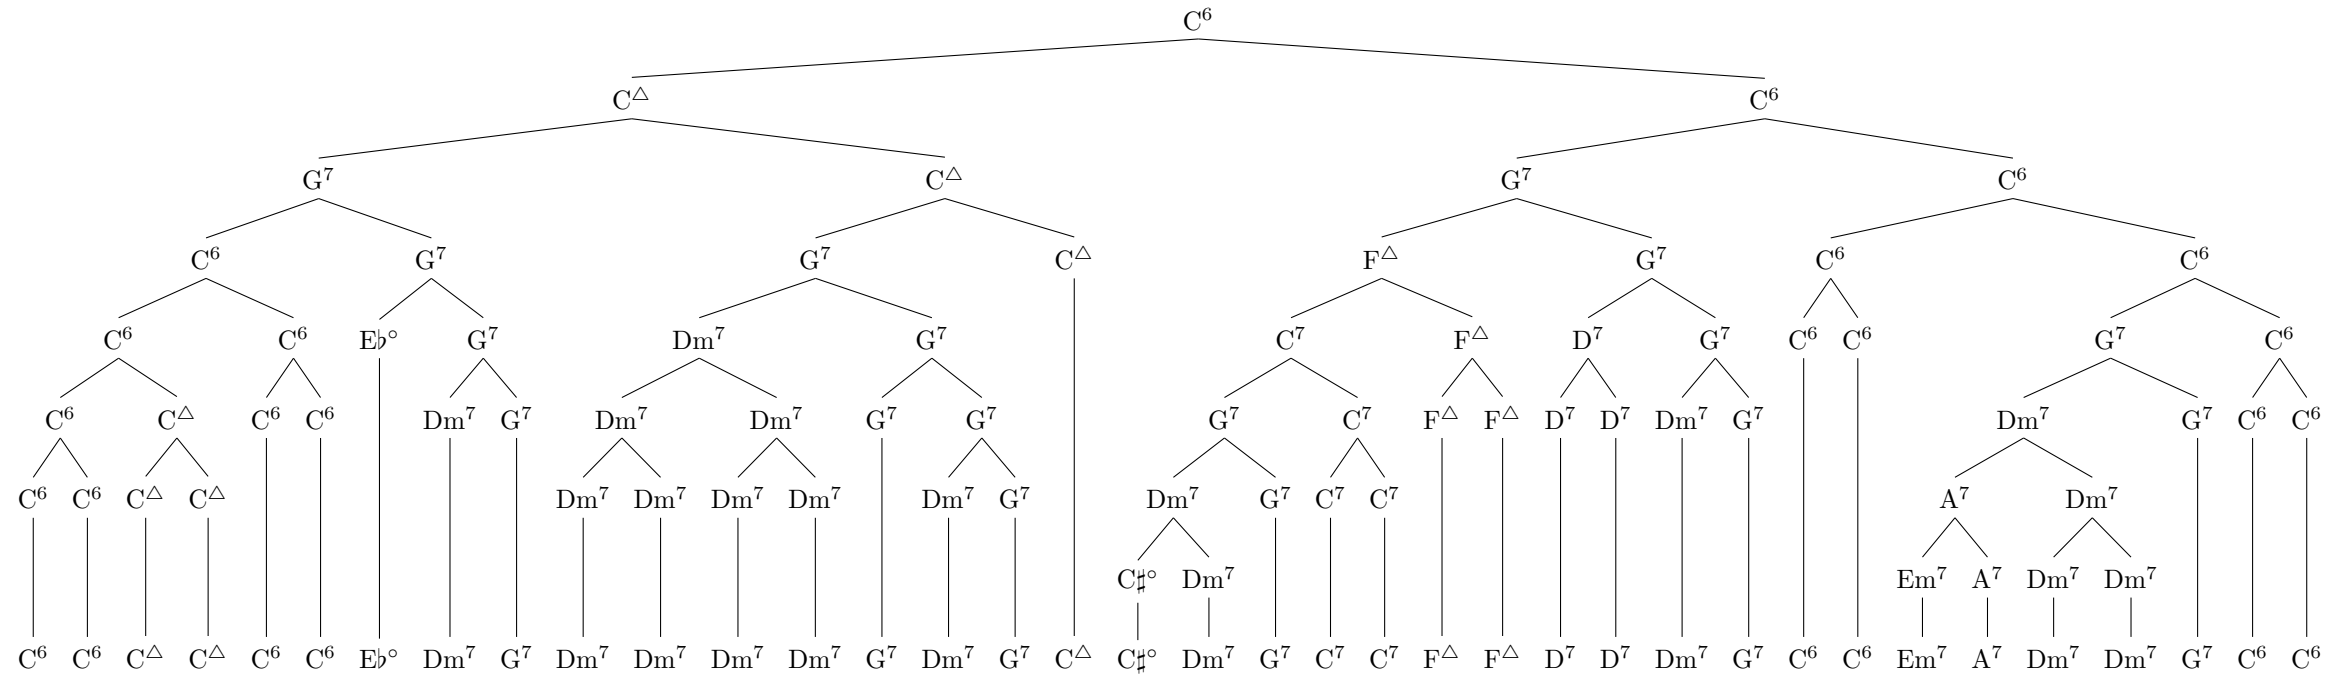 C⁶
C△ C⁶
G⁷ C△ G⁷ C⁶
C⁶ G⁷ G⁷ C△ F△ G⁷ C⁶ C⁶
C⁶ C⁶ E♭° G⁷ Dm⁷ G⁷ C⁷ F△ D⁷ G⁷ C⁶ C⁶ G⁷ C⁶
C⁶ C△ C⁶ C⁶ Dm⁷ G⁷ Dm⁷ Dm⁷ G⁷ G⁷ G⁷ C⁷ F△ F△ D⁷ D⁷ Dm⁷ G⁷ Dm⁷ G⁷ C⁶ C⁶
C⁶ C⁶ C△ C△ Dm⁷ Dm⁷ Dm⁷ Dm⁷ Dm⁷ G⁷ Dm⁷ G⁷ C⁷ C⁷ A⁷ Dm⁷
C♯° Dm⁷ Em⁷ A⁷ Dm⁷ Dm⁷
C⁶ C⁶ C△ C△ C⁶ C⁶ E♭° Dm⁷ G⁷ Dm⁷ Dm⁷ Dm⁷ Dm⁷ G⁷ Dm⁷ G⁷ C△ C♯° Dm⁷ G⁷ C⁷ C⁷ F△ F△ D⁷ D⁷ Dm⁷ G⁷ C⁶ C⁶ Em⁷ A⁷ Dm⁷ Dm⁷ G⁷ C⁶ C⁶